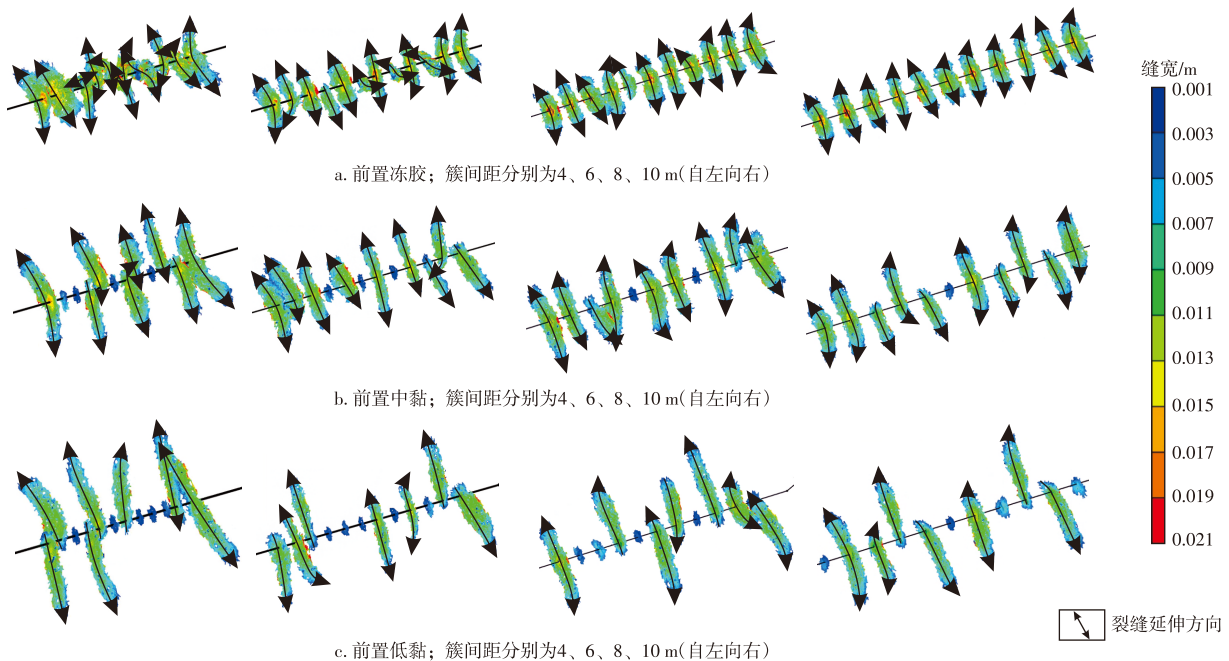 缝宽/m
0.001
0.003
0.005
0.007
0.009
0.011
0.013
0.015
0.017
0.019
0.021
a. 前置冻胶；簇间距分别为4、6、8、10 m(自左向右)
b. 前置中黏；簇间距分别为4、6、8、10 m(自左向右)
c. 前置低黏；簇间距分别为4、6、8、10 m(自左向右)
裂缝延伸方向